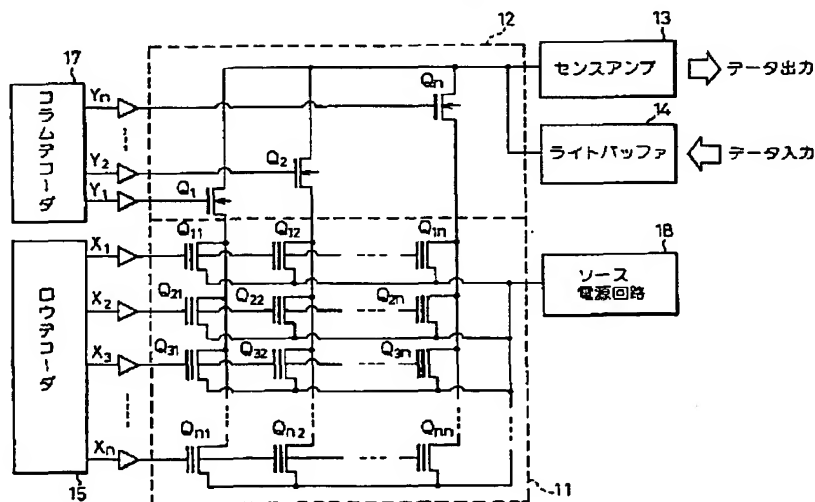 12
13
センスアンプ
データ出力
17
コラムデコーダ
Yn
Y2
Y1
Qn
Q2
Q1
14
ライトバッファ
データ入力
Q11
Q12
Q1n
18
ソース
電源回路
X1
X2
X3
Xn
ロウデコーダ
15
Q21
Q22
Q2n
Q31
Q32
Q3n
Qn1
Qn2
Qnn
11